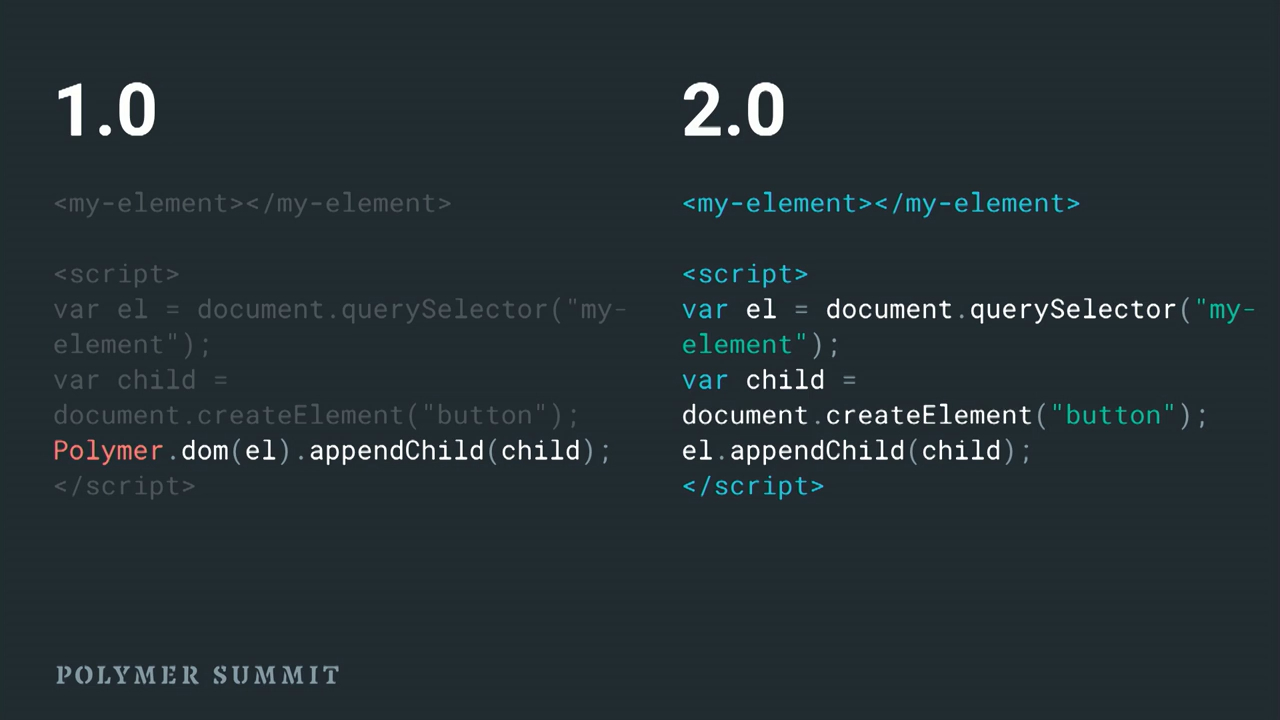 1.0
<my-element></my-element>
<script>
var el = document.querySelector("my-
element");
var child =
document.createElement("button");
Polymer.dom(el).appendChild(child);
</script>
2.0
<my-element></my-element>
<script>
var el = document.querySelector("my-
element");
var child =
document.createElement("button");
el.appendChild(child);
</script>
POLYMER SUMMIT